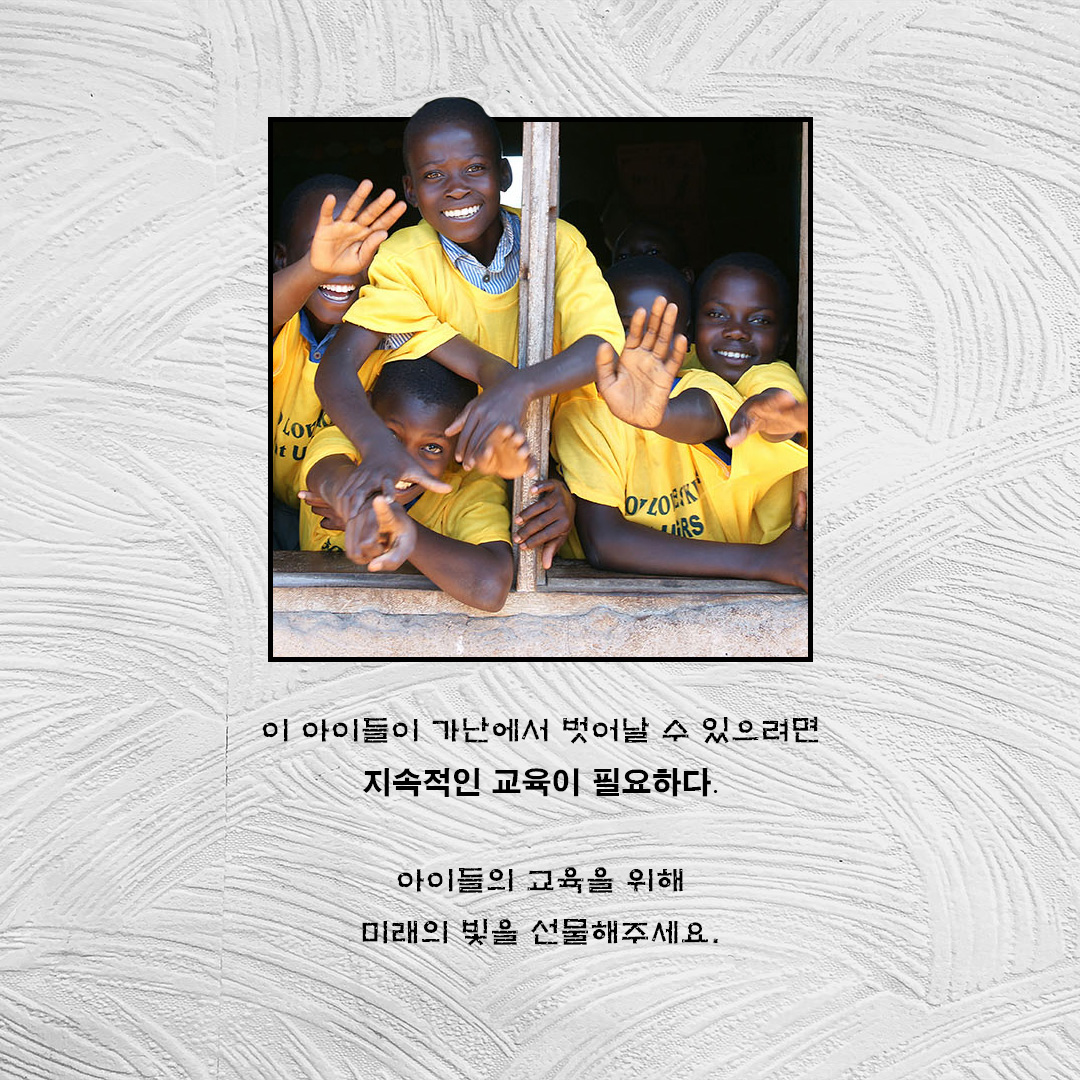 이 아이들이 가난에서 벗어날 수 있으려면
지속적인 교육이 필요하다.
아이들의 교육을 위해
미래의 빛을 선물해주세요.